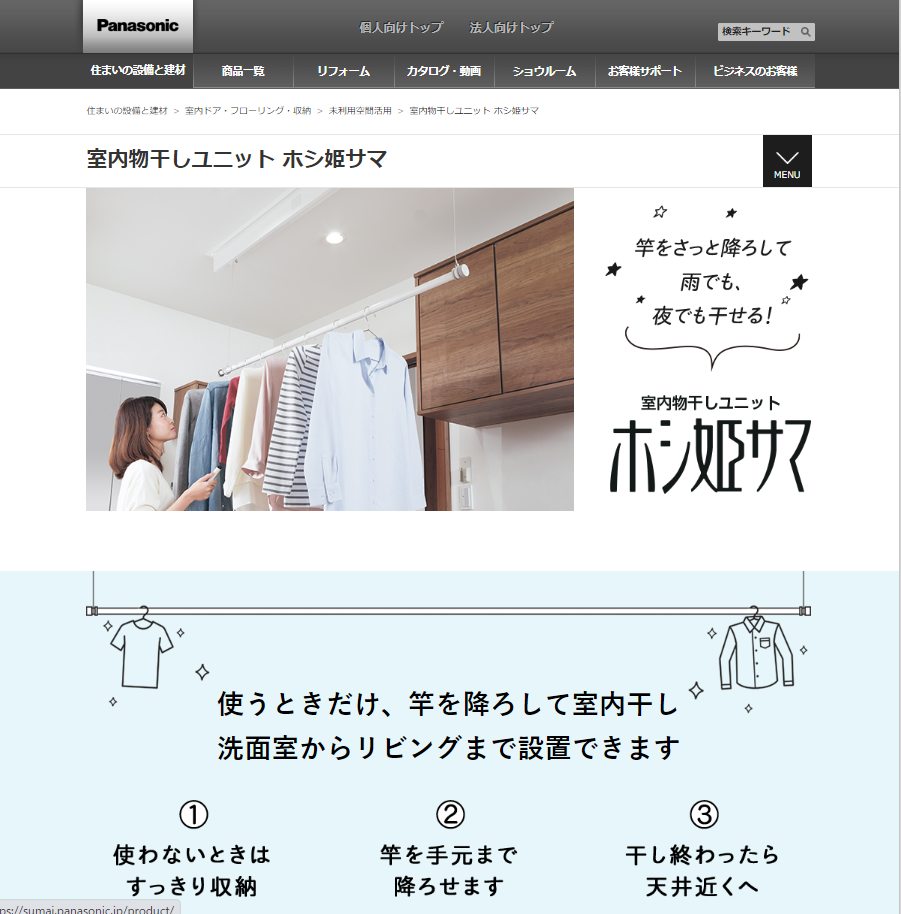 Panasonic
個人向けトップ 法人向けトップ
検索キーワード
住まいの設備と建材 商品一覧 リフォーム カタログ・動画 ショウルーム お客様サポート ビジネスのお客様
住まいの設備と建材 > 室内ドア・フローリング・収納 > 未利用空間活用 > 室内物干しユニット ホシ姫サマ
室内物干しユニット ホシ姫サマ
MENU
竿をさっと降ろして
雨でも、
夜でも干せる!
室内物干しユニット
ホシ姫サマ
使うときだけ、竿を降ろして室内干し
洗面室からリビングまで設置できます
①
使わないときは
すっきり収納
②
竿を手元まで
降ろせます
③
干し終わったら
天井近くへ
ps://sumai.panasonic.jp/product/